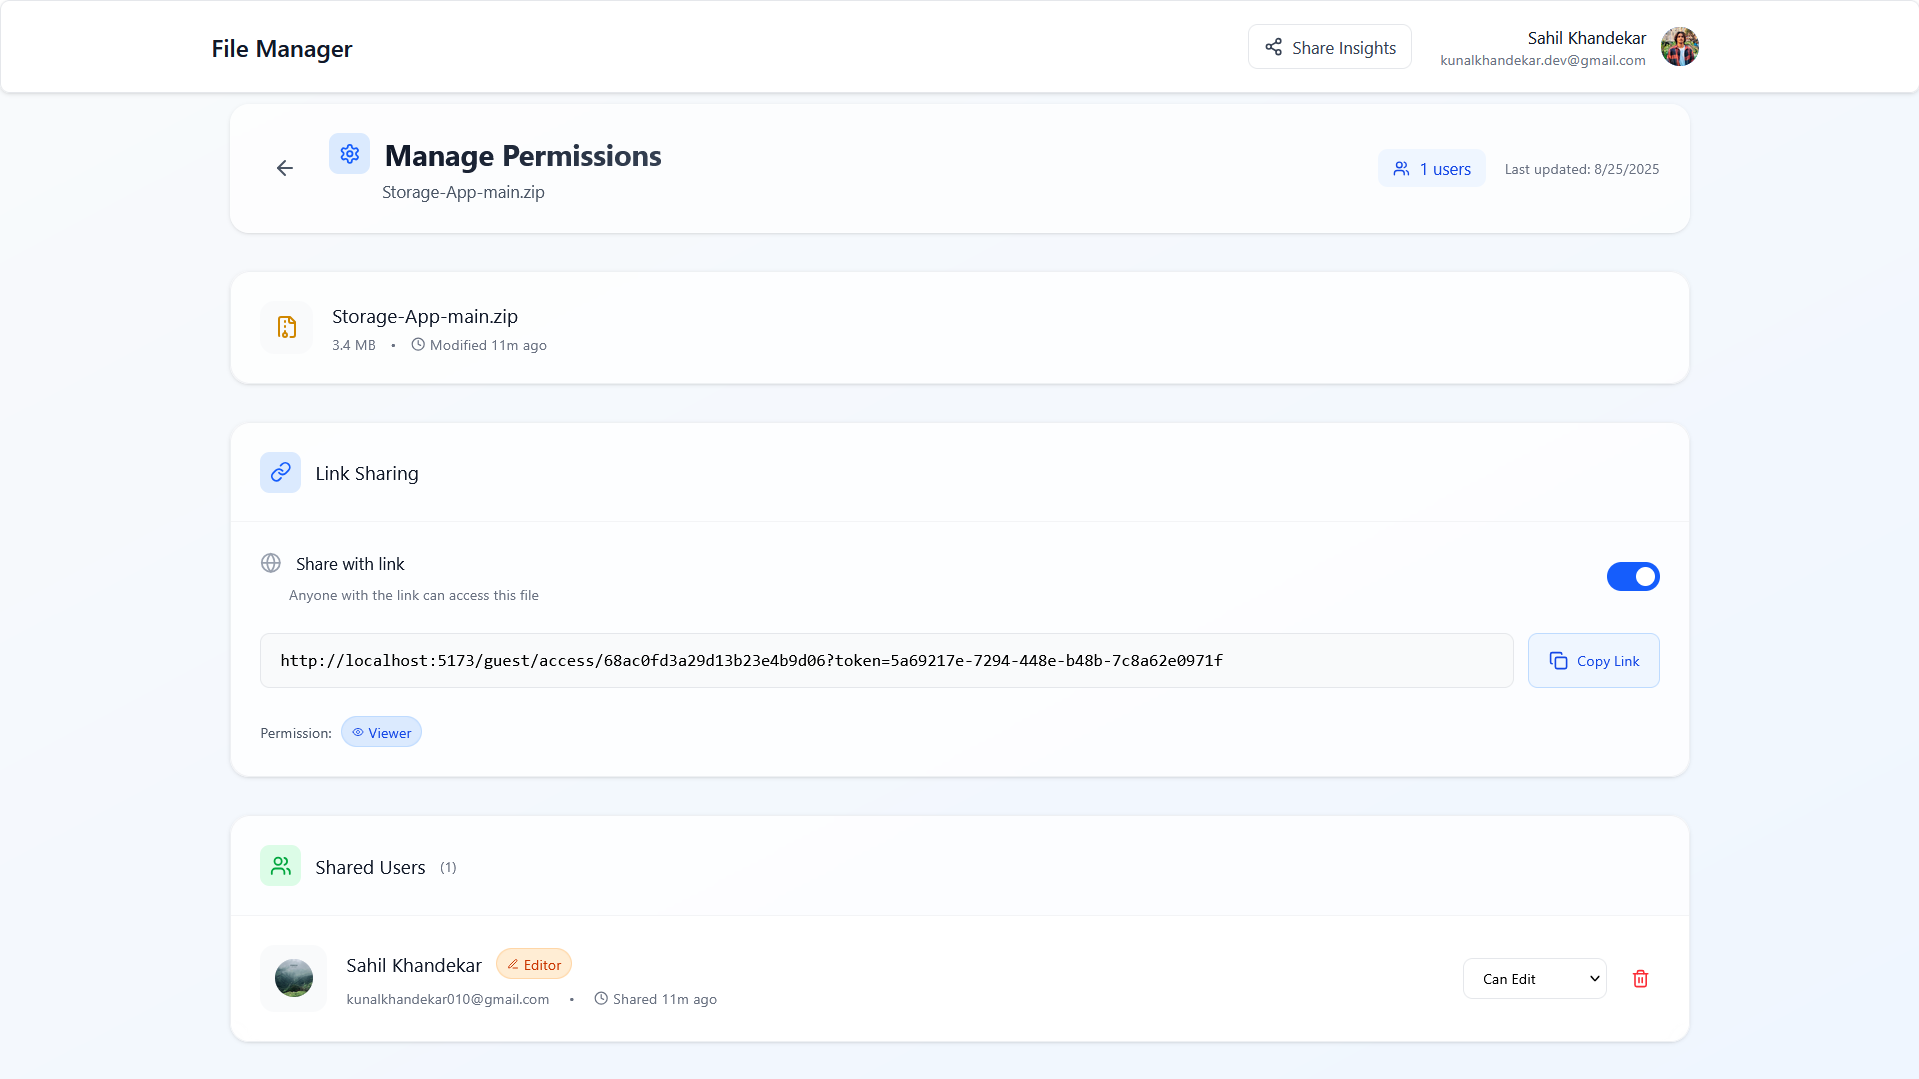 File Manager
Share Insights
Sahil Khandekar
kunalkhandekar.dev@gmail.com
Manage Permissions
Storage-App-main.zip
1 users
Last updated: 8/25/2025
Storage-App-main.zip
3.4 MB • Modified 11m ago
Link Sharing
Share with link
Anyone with the link can access this file
http://localhost:5173/guest/access/68ac0fd3a29d13b23e4b9d06?token=5a69217e-7294-448e-b48b-7c8a62e0971f
Copy Link
Permission: Viewer
Shared Users (1)
Sahil Khandekar Editor
kunalkhandekar010@gmail.com • Shared 11m ago
Can Edit